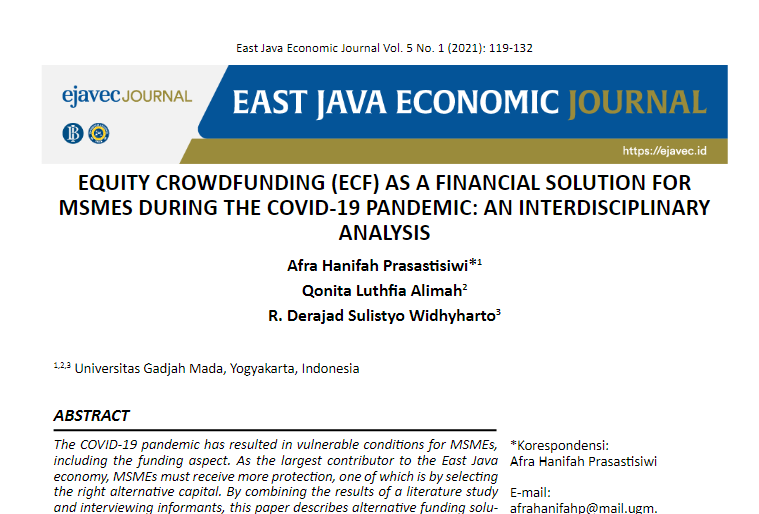 East Java Economic Journal Vol. 5 No. 1 (2021): 119-132
ejavecJOURNAL
EAST JAVA ECONOMIC JOURNAL
https://ejavec.id
EQUITY CROWDFUNDING (ECF) AS A FINANCIAL SOLUTION FOR
MSMES DURING THE COVID-19 PANDEMIC: AN INTERDISCIPLINARY
ANALYSIS
Afra Hanifah Prasastisiwi*1
Qonita Luthfia Alimah2
R. Derajad Sulistyo Widhyharto3
1,2,3 Universitas Gadjah Mada, Yogyakarta, Indonesia
ABSTRACT
The COVID-19 pandemic has resulted in vulnerable conditions for MSMEs,
including the funding aspect. As the largest contributor to the East Java
economy, MSMEs must receive more protection, one of which is by selecting
the right alternative capital. By combining the results of a literature study
and interviewing informants, this paper describes alternative funding solu-
*Korespondensi:
Afra Hanifah Prasastisiwi
E-mail:
afrahanifahp@mail.ugm.